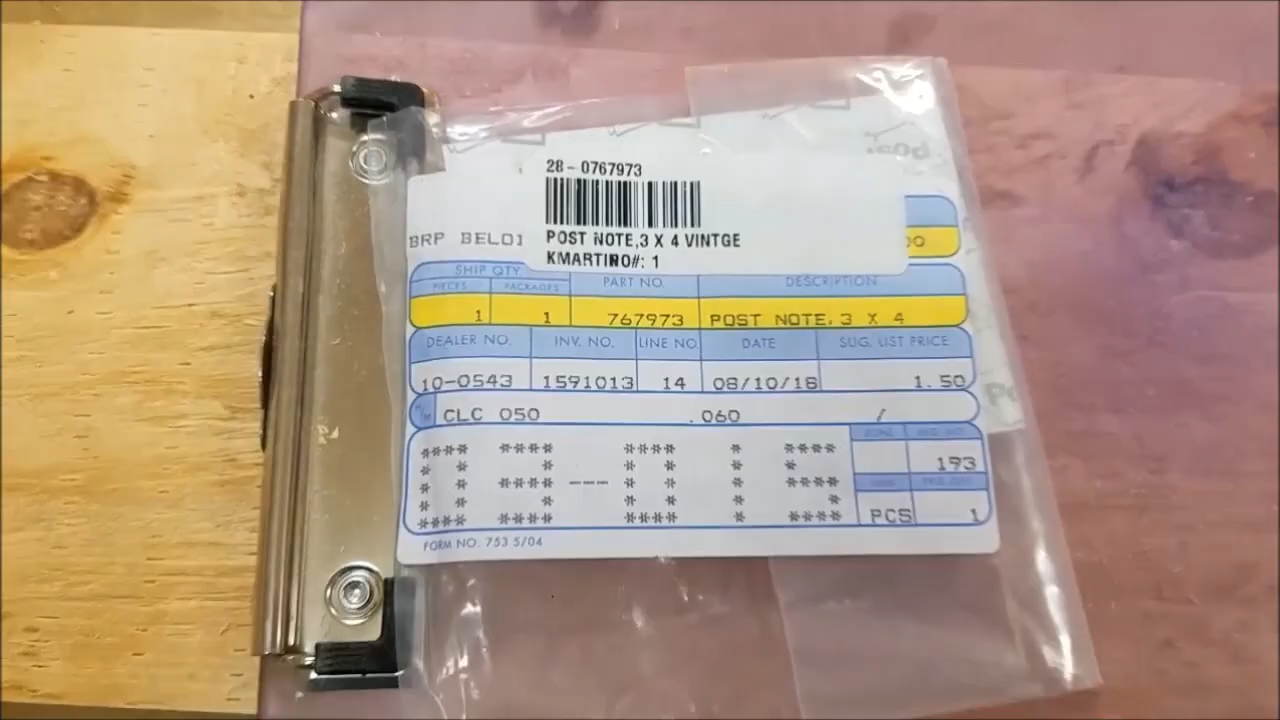 28-0767973
POST NOTE,3 X 4 VINTGE
BRP BELOI
KMARTIRO#: 1
SHIP QTY
PIECES PACKAGES PART NO. DESCRIPTION
1 1 767973 POST NOTE, 3 X 4
DEALER NO. INV. NO. LINE NO. DATE SUG. LIST PRICE
10-0543 1591013 14 08/10/16 1.50
CLC 050 .060 /
193
PCS 1
FORM NO. 753 5/04